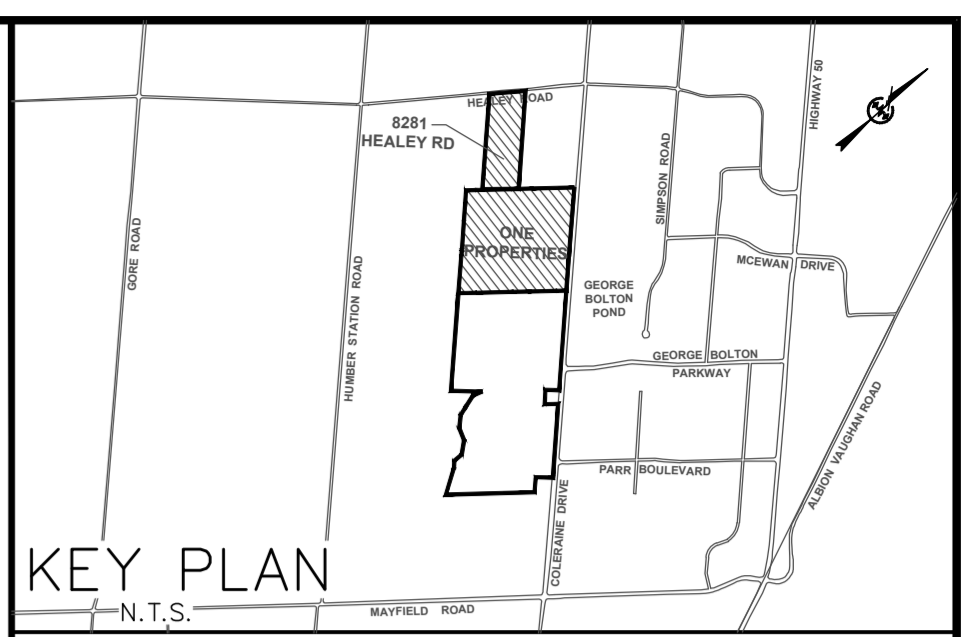 HEALEY ROAD
8281
HEALEY RD
HIGHWAY 50
SIMPSON ROAD
GORE ROAD
ONE
PROPERTIES
HUMBER STATION ROAD
MCEWAN DRIVE
GEORGE
BOLTON
POND
GEORGE BOLTON
PARKWAY
ALBION VAUGHAN ROAD
PARR BOULEVARD
COLERAINE DRIVE
KEY PLAN
N.T.S.
MAYFIELD ROAD